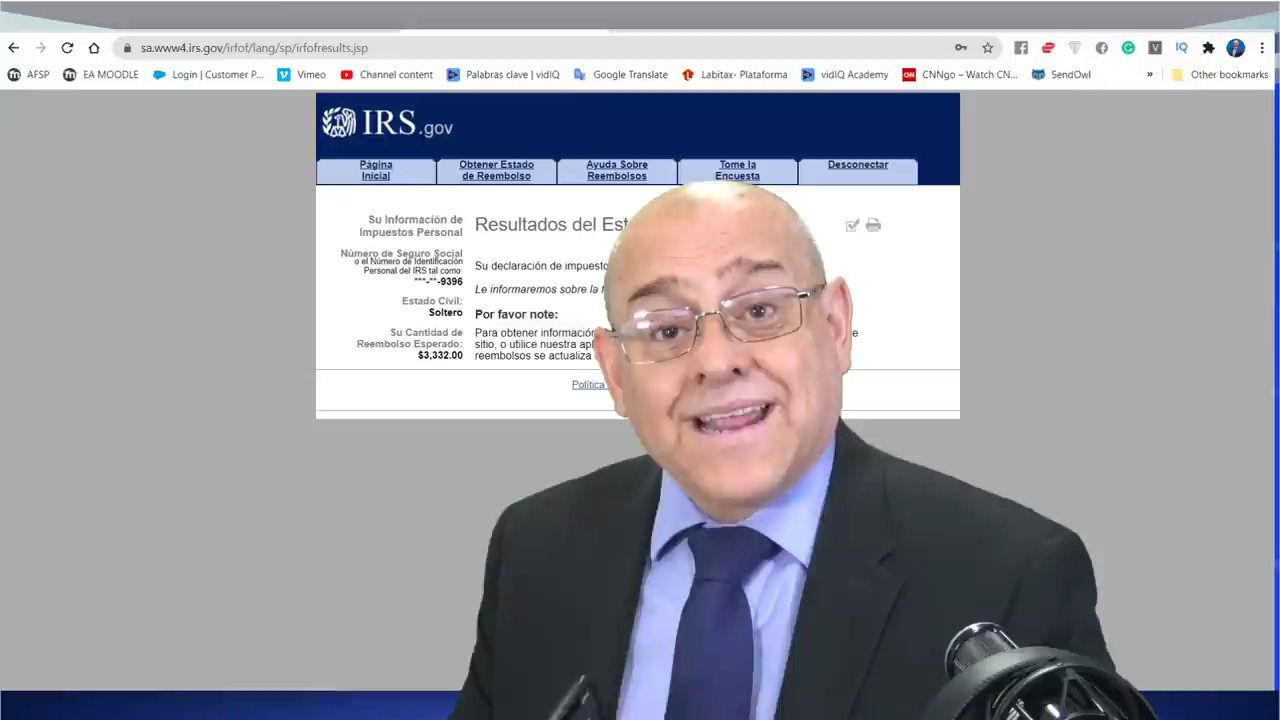 sa.www4.irs.gov/irfof/lang/sp/irfofresults.jsp
AFSP EA MOODLE Login | Customer P... Vimeo Channel content Palabras clave | vidIQ Google Translate Labitax- Plataforma vidIQ Academy CNNgo – Watch CN... SendOwl » Other bookmarks
IRS.gov
Página Inicial
Obtener Estado de Reembolso
Ayuda Sobre Reembolsos
Tome la Encuesta
Desconectar
Su Información de
Impuestos Personal
Número de Seguro Social
o el Número de Identificación
Personal del IRS tal como
***-**-9396
Estado Civil:
Soltero
Su Cantidad de
Reembolso Esperado:
$3,332.00
Resultados del
Su declaración de
Le informaremos sobre la
Por favor note:
Para obtener información
sitio, o utilice nuestra
reembolsos se actualiza
Política